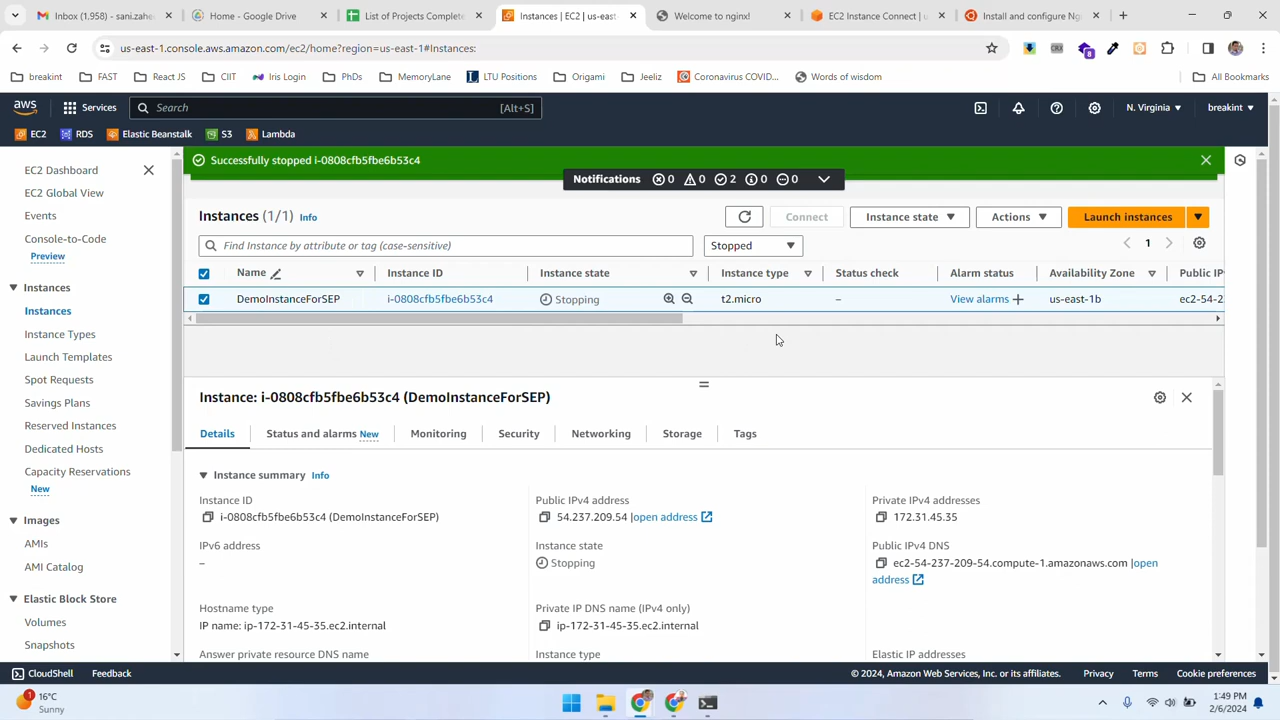 Inbox (1,958) - sani.zahe
Home - Google Drive
List of Projects Complete
Instances | EC2 | us-east
Welcome to nginx!
EC2 Instance Connect | u
Install and configure Ng
us-east-1.console.aws.amazon.com/ec2/home?region=us-east-1#Instances:
breakint
FAST
React JS
CIIT
Iris Login
PhDs
MemoryLane
LTU Positions
Origami
Jeeliz
Coronavirus COVID...
Words of wisdom
All Bookmarks
aws
Services
Search
[Alt+S]
N. Virginia
breakint
EC2
RDS
Elastic Beanstalk
S3
Lambda
Successfully stopped i-0808cfb5fbe6b53c4
Notifications 0 0 2 0 0
EC2 Dashboard
EC2 Global View
Events
Console-to-Code
Preview
Instances
Instances
Instance Types
Launch Templates
Spot Requests
Savings Plans
Reserved Instances
Dedicated Hosts
Capacity Reservations
New
Images
AMIs
AMI Catalog
Elastic Block Store
Volumes
Snapshots
Instances (1/1) Info
Connect
Instance state
Actions
Launch instances
Find Instance by attribute or tag (case-sensitive)
Stopped
1
Name
Instance ID
Instance state
Instance type
Status check
Alarm status
Availability Zone
Public IP
DemoInstanceForSEP
i-0808cfb5fbe6b53c4
Stopping
t2.micro
–
View alarms
us-east-1b
ec2-54-2
Instance: i-0808cfb5fbe6b53c4 (DemoInstanceForSEP)
Details
Status and alarms New
Monitoring
Security
Networking
Storage
Tags
Instance summary Info
Instance ID
i-0808cfb5fbe6b53c4 (DemoInstanceForSEP)
Public IPv4 address
54.237.209.54 |open address
Private IPv4 addresses
172.31.45.35
IPv6 address
–
Instance state
Stopping
Public IPv4 DNS
ec2-54-237-209-54.compute-1.amazonaws.com |open
address
Hostname type
IP name: ip-172-31-45-35.ec2.internal
Private IP DNS name (IPv4 only)
ip-172-31-45-35.ec2.internal
Answer private resource DNS name
Instance type
Elastic IP addresses
CloudShell
Feedback
© 2024, Amazon Web Services, Inc. or its affiliates.
Privacy
Terms
Cookie preferences
16°C
Sunny
1:49 PM
2/6/2024